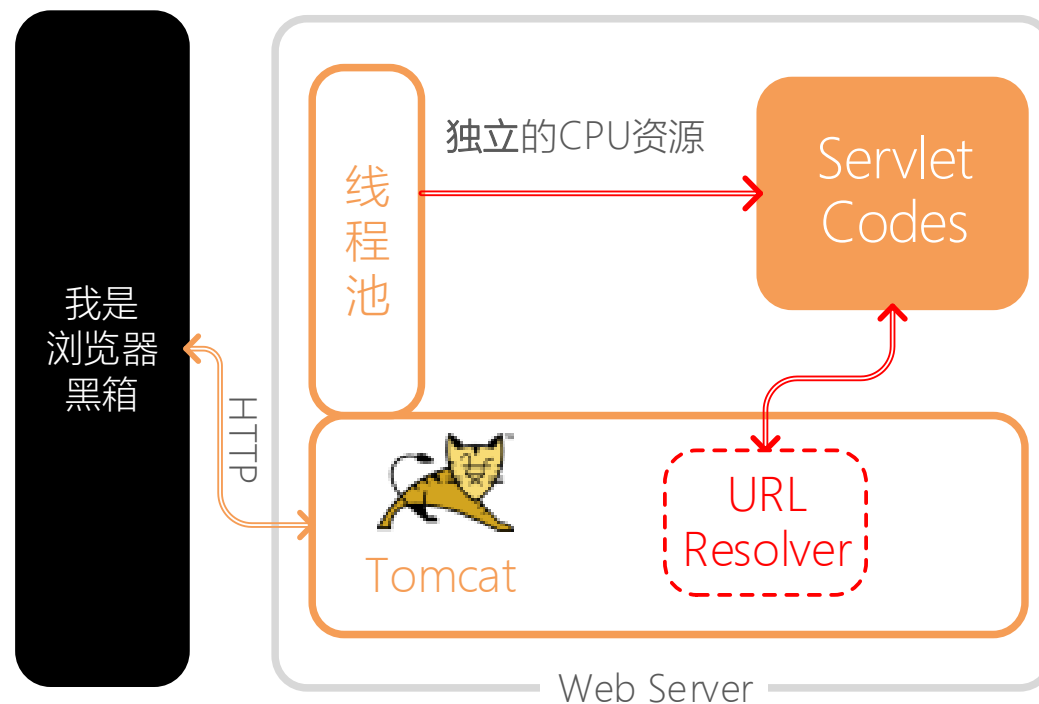 我是
浏览器
黑箱
HTTP
线
程
池
独立的CPU资源
Servlet
Codes
Tomcat
TM
URL
Resolver
Web Server